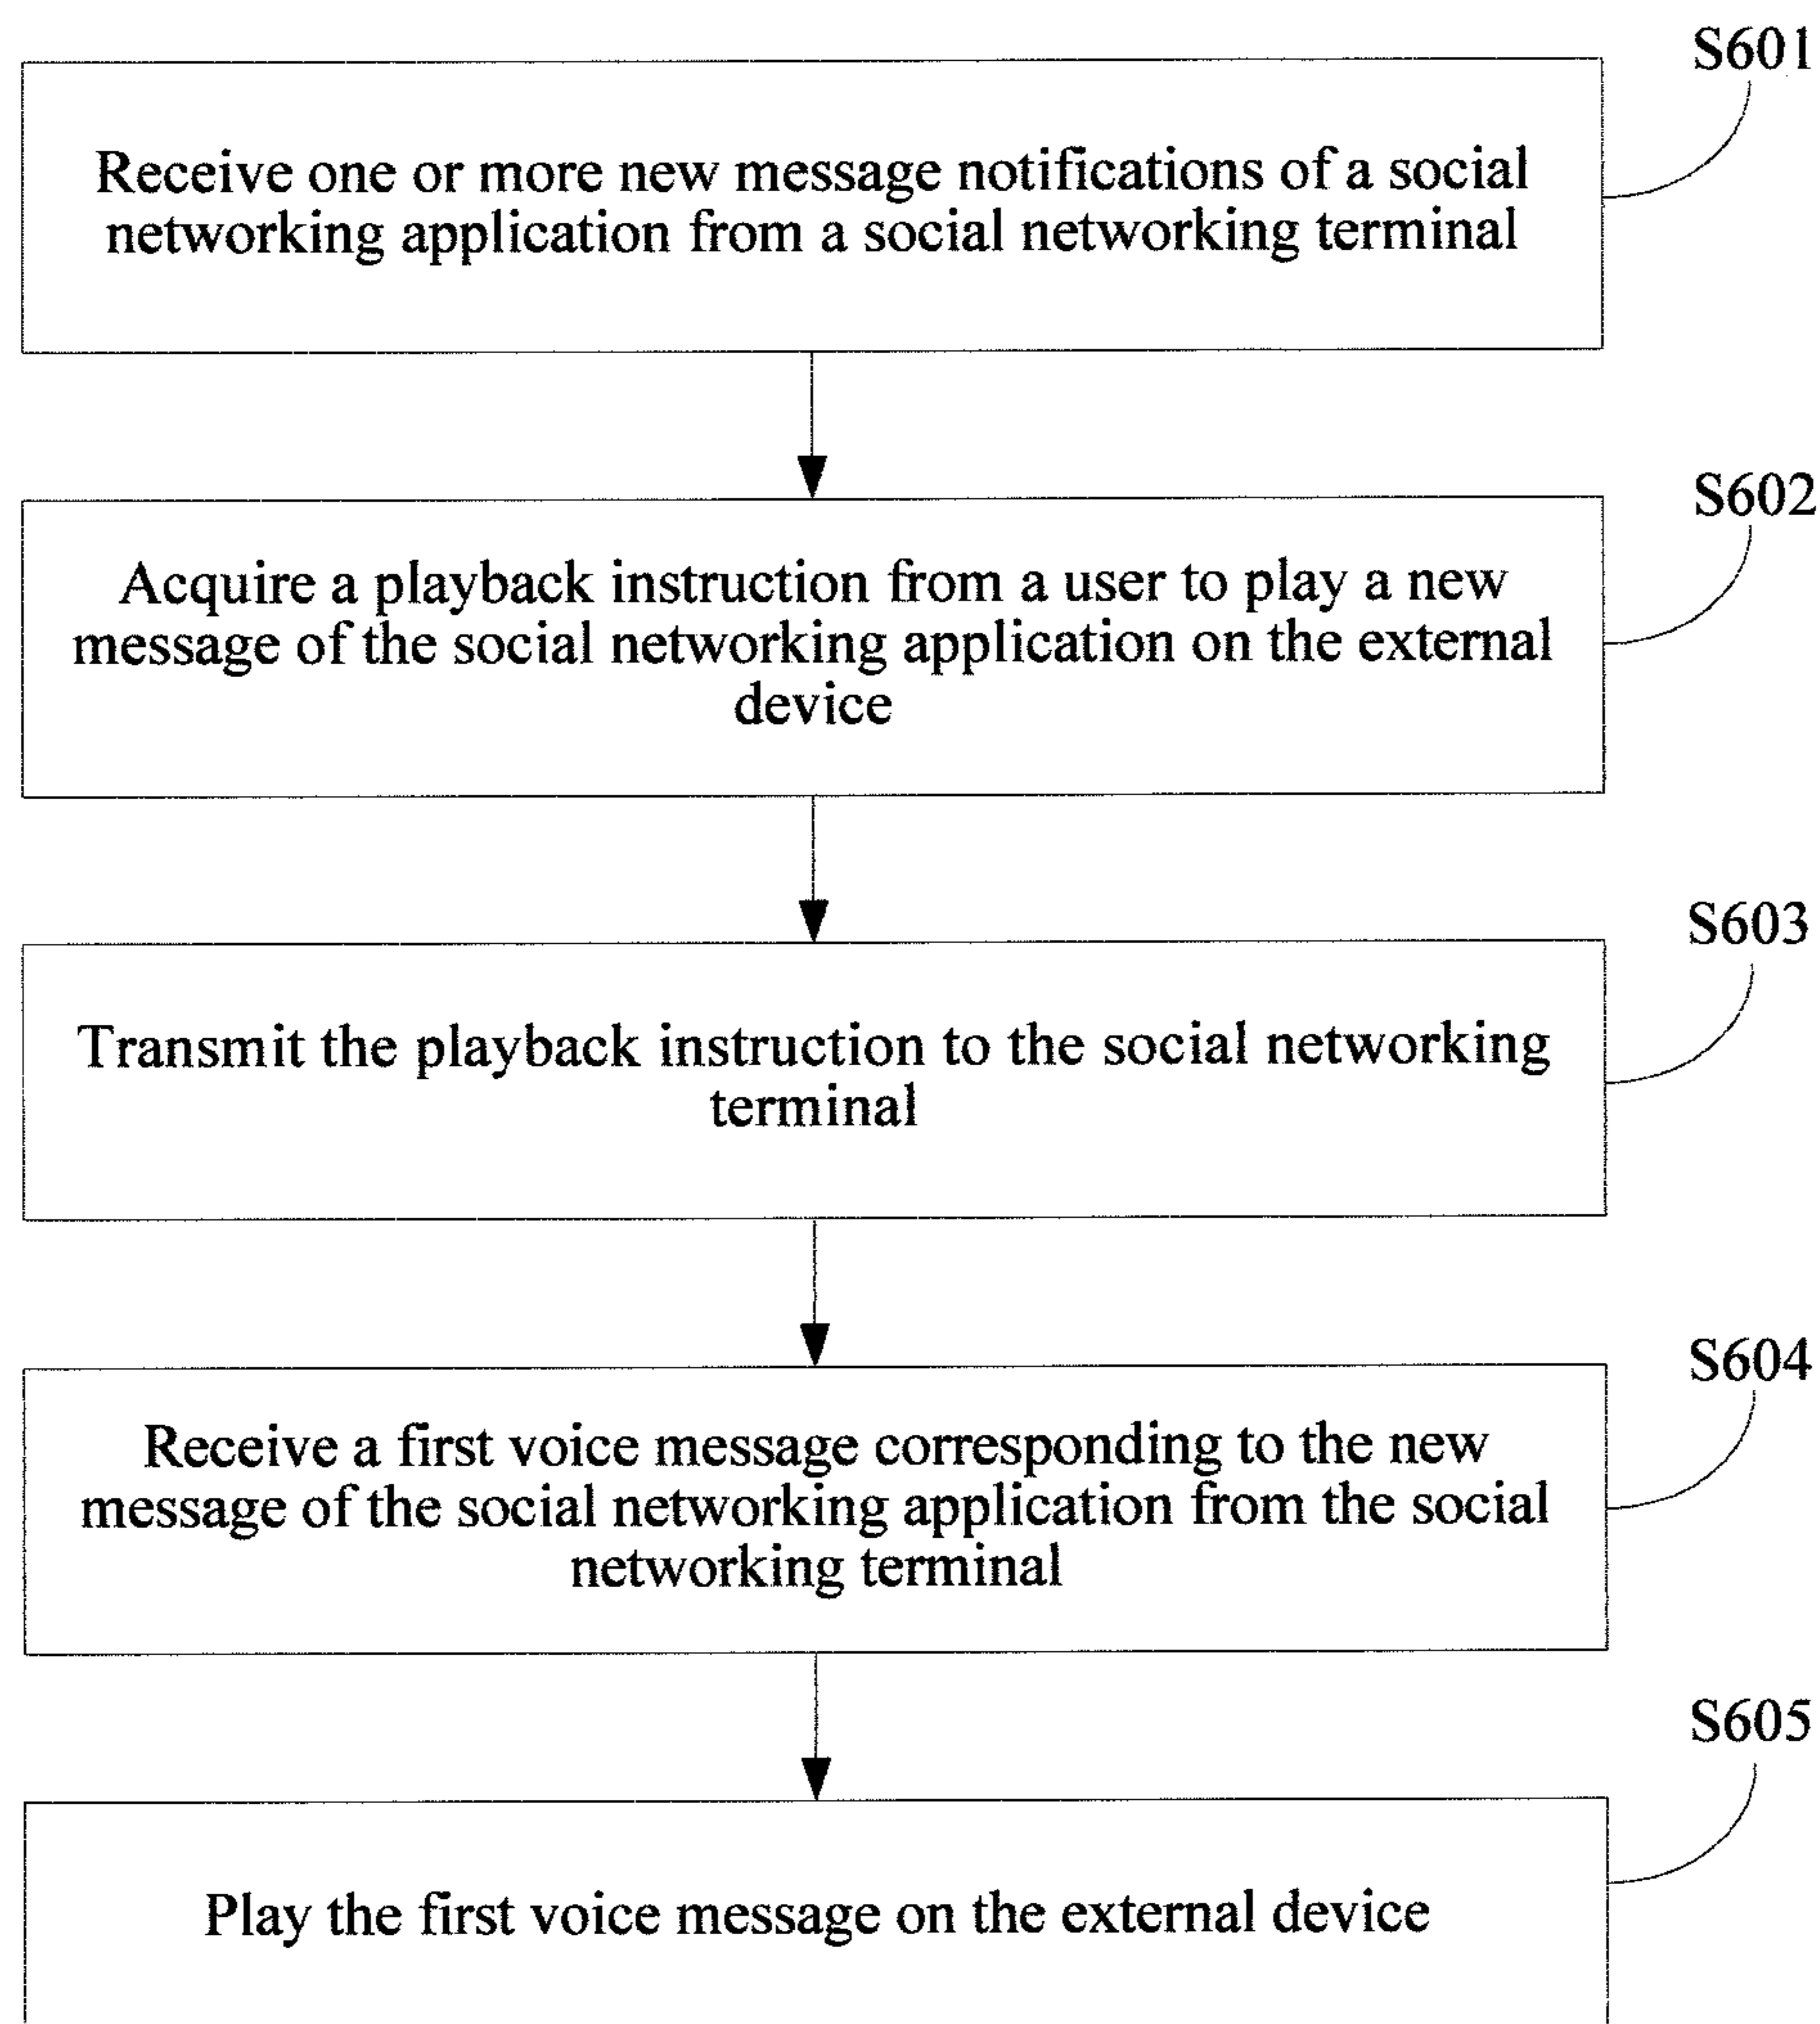 S601
Receive one or more new message notifications of a social
networking application from a social networking terminal
S602
Acquire a playback instruction from a user to play a new
message of the social networking application on the external
device
S603
Transmit the playback instruction to the social networking
terminal
S604
Receive a first voice message corresponding to the new
message of the social networking application from the social
networking terminal
S605
Play the first voice message on the external device